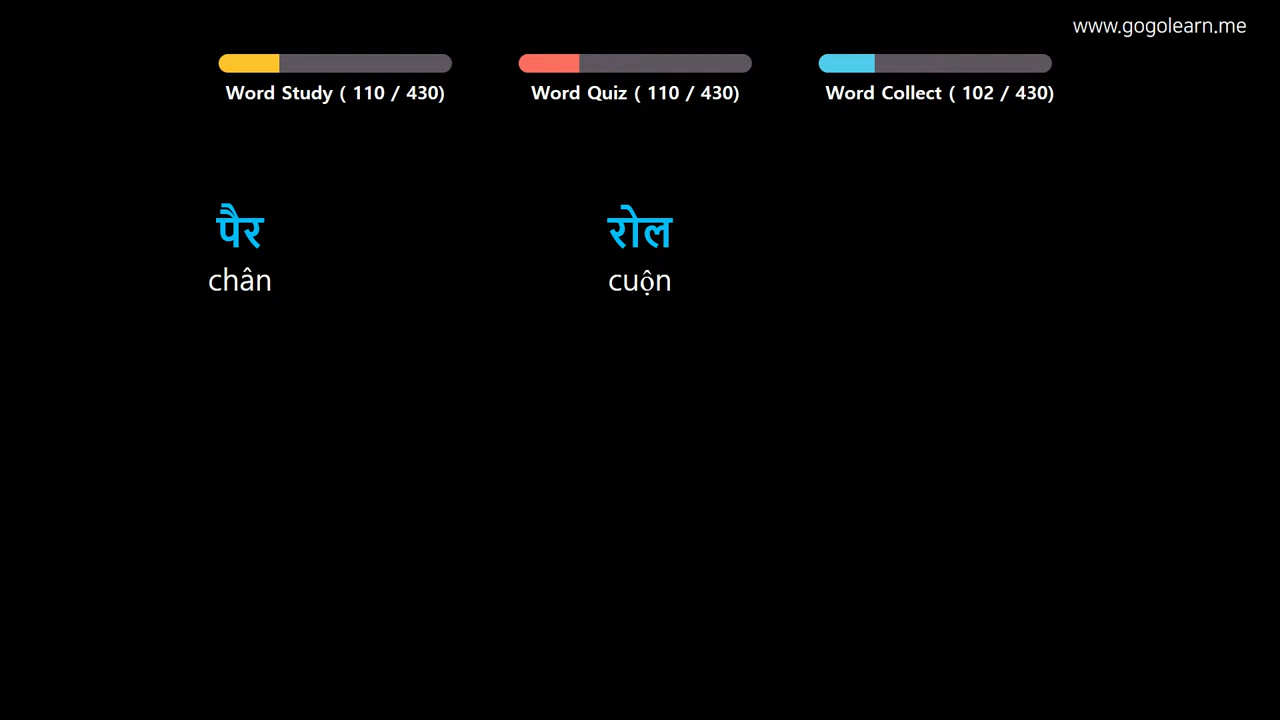 www.gogolearn.me
Word Study ( 110 / 430)
Word Quiz ( 110 / 430)
Word Collect ( 102 / 430)
पैर
chân
रोल
cuộn